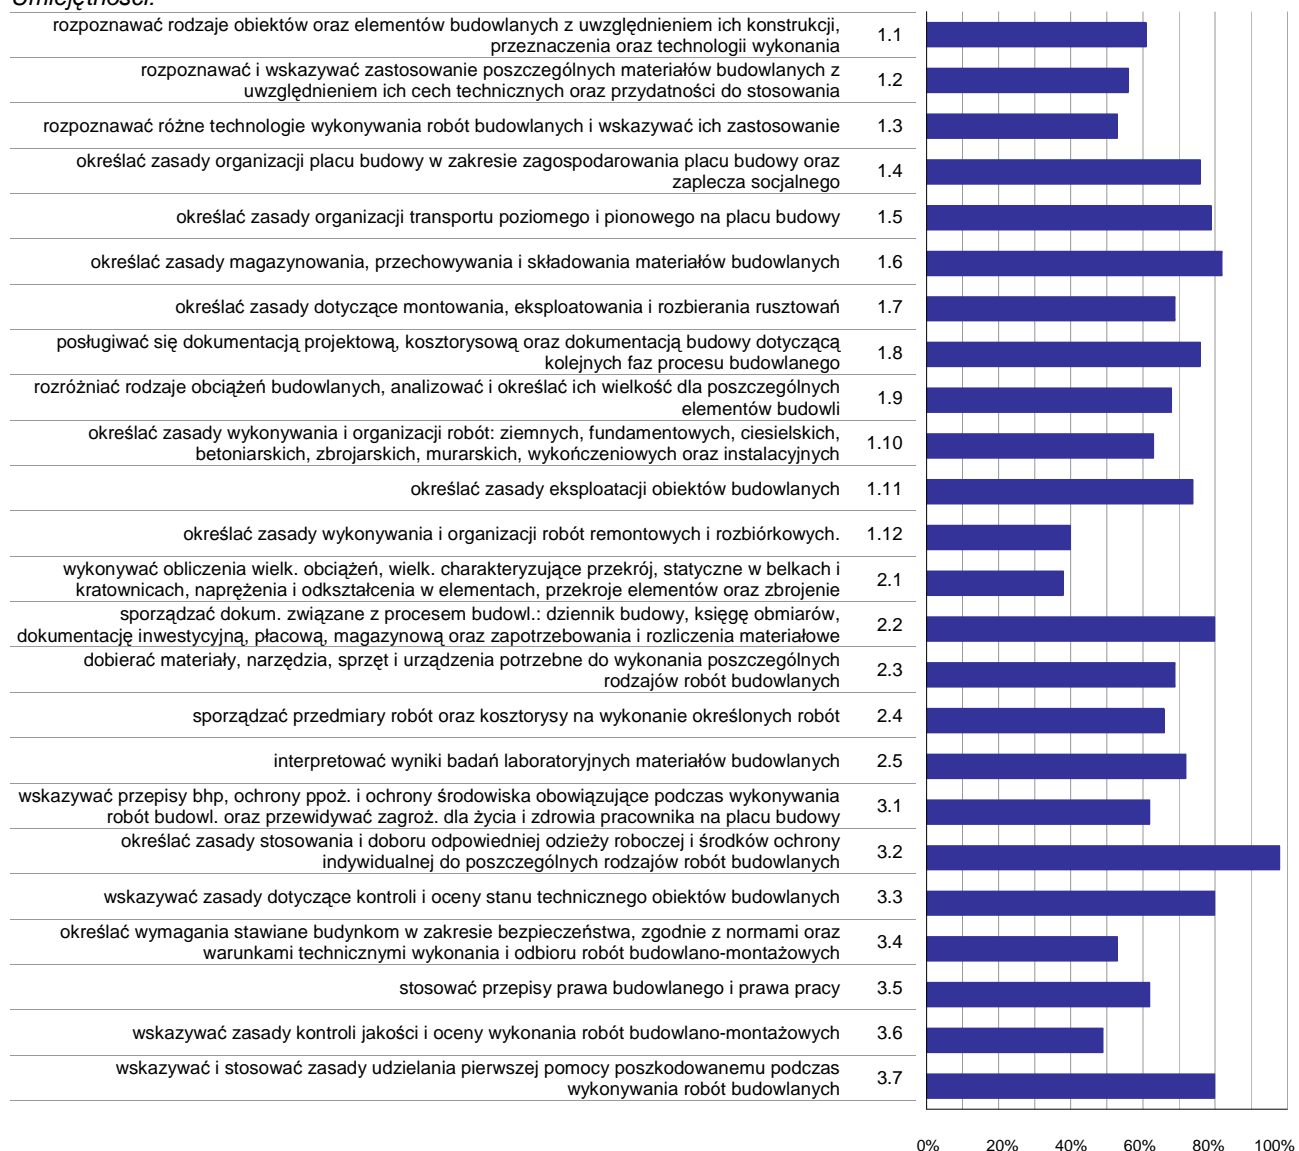 Umiejętności:
rozpoznawać rodzaje obiektów oraz elementów budowlanych z uwzględnieniem ich konstrukcji,
przeznaczenia oraz technologii wykonania
1.1
rozpoznawać i wskazywać zastosowanie poszczególnych materiałów budowlanych z
uwzględnieniem ich cech technicznych oraz przydatności do stosowania
1.2
rozpoznawać różne technologie wykonywania robót budowlanych i wskazywać ich zastosowanie 1.3
określać zasady organizacji placu budowy w zakresie zagospodarowania placu budowy oraz
zaplecza socjalnego
1.4
określać zasady organizacji transportu poziomego i pionowego na placu budowy 1.5
określać zasady magazynowania, przechowywania i składowania materiałów budowlanych 1.6
określać zasady dotyczące montowania, eksploatowania i rozbierania rusztowań 1.7
posługiwać się dokumentacją projektową, kosztorysową oraz dokumentacją budowy dotyczącą
kolejnych faz procesu budowlanego
1.8
rozróżniać rodzaje obciążeń budowlanych, analizować i określać ich wielkość dla poszczególnych
elementów budowli
1.9
określać zasady wykonywania i organizacji robót: ziemnych, fundamentowych, ciesielskich,
betoniarskich, zbrojarskich, murarskich, wykończeniowych oraz instalacyjnych
1.10
określać zasady eksploatacji obiektów budowlanych 1.11
określać zasady wykonywania i organizacji robót remontowych i rozbiórkowych. 1.12
wykonywać obliczenia wielk. obciążeń, wielk. charakteryzujące przekrój, statyczne w belkach i
kratownicach, naprężenia i odkształcenia w elementach, przekroje elementów oraz zbrojenie
2.1
sporządzać dokum. związane z procesem budowl.: dziennik budowy, księgę obmiarów,
dokumentację inwestycyjną, płacową, magazynową oraz zapotrzebowania i rozliczenia materiałowe
2.2
dobierać materiały, narzędzia, sprzęt i urządzenia potrzebne do wykonania poszczególnych
rodzajów robót budowlanych
2.3
sporządzać przedmiary robót oraz kosztorysy na wykonanie określonych robót 2.4
interpretować wyniki badań laboratoryjnych materiałów budowlanych 2.5
wskazywać przepisy bhp, ochrony ppoż. i ochrony środowiska obowiązujące podczas wykonywania
robót budowl. oraz przewidywać zagroż. dla życia i zdrowia pracownika na placu budowy
3.1
określać zasady stosowania i doboru odpowiedniej odzieży roboczej i środków ochrony
indywidualnej do poszczególnych rodzajów robót budowlanych
3.2
wskazywać zasady dotyczące kontroli i oceny stanu technicznego obiektów budowlanych 3.3
określać wymagania stawiane budynkom w zakresie bezpieczeństwa, zgodnie z normami oraz
warunkami technicznymi wykonania i odbioru robót budowlano-montażowych
3.4
stosować przepisy prawa budowlanego i prawa pracy 3.5
wskazywać zasady kontroli jakości i oceny wykonania robót budowlano-montażowych 3.6
wskazywać i stosować zasady udzielania pierwszej pomocy poszkodowanemu podczas
wykonywania robót budowlanych
3.7
0% 20% 40% 60% 80% 100%